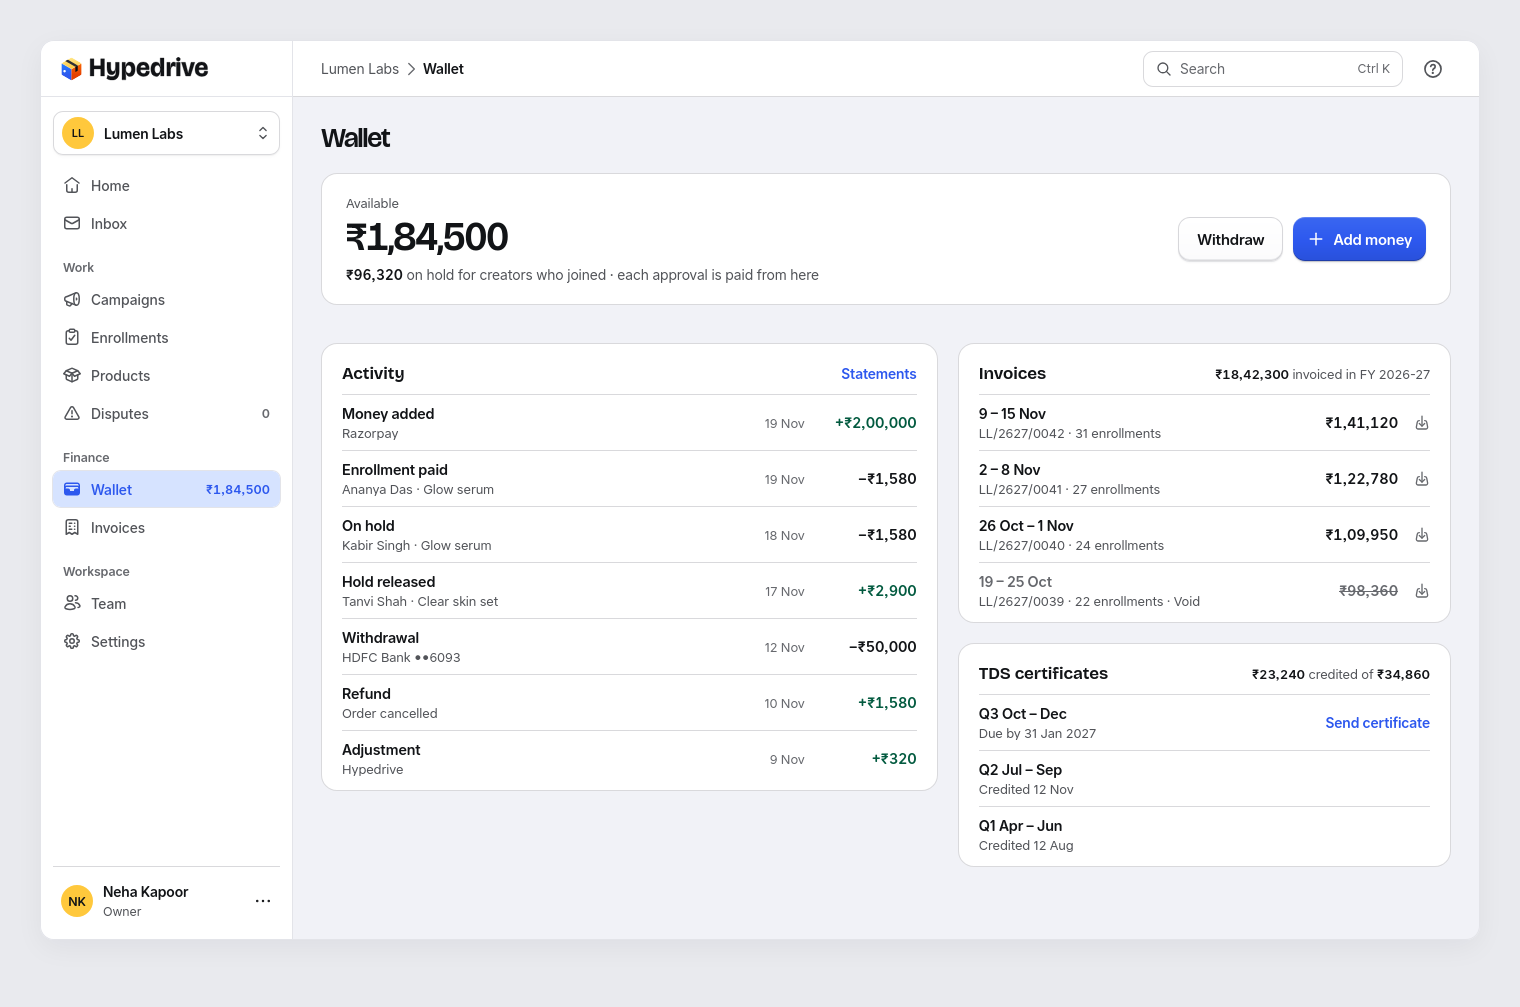 Hypedrive
Lumen Labs > Wallet
Search Ctrl K
LL Lumen Labs
Home
Inbox
Work
Campaigns
Enrollments
Products
Disputes 0
Finance
Wallet ₹1,84,500
Invoices
Workspace
Team
Settings
NK Neha Kapoor
Owner
Wallet
Available
₹1,84,500
₹96,320 on hold for creators who joined · each approval is paid from here
Withdraw
+ Add money
Activity Statements
Money added 19 Nov +₹2,00,000
Razorpay
Enrollment paid 19 Nov −₹1,580
Ananya Das · Glow serum
On hold 18 Nov −₹1,580
Kabir Singh · Glow serum
Hold released 17 Nov +₹2,900
Tanvi Shah · Clear skin set
Withdrawal 12 Nov −₹50,000
HDFC Bank ••6093
Refund 10 Nov +₹1,580
Order cancelled
Adjustment 9 Nov +₹320
Hypedrive
Invoices ₹18,42,300 invoiced in FY 2026-27
9 – 15 Nov ₹1,41,120
LL/2627/0042 · 31 enrollments
2 – 8 Nov ₹1,22,780
LL/2627/0041 · 27 enrollments
26 Oct – 1 Nov ₹1,09,950
LL/2627/0040 · 24 enrollments
19 – 25 Oct ₹98,360
LL/2627/0039 · 22 enrollments · Void
TDS certificates ₹23,240 credited of ₹34,860
Q3 Oct – Dec Send certificate
Due by 31 Jan 2027
Q2 Jul – Sep
Credited 12 Nov
Q1 Apr – Jun
Credited 12 Aug